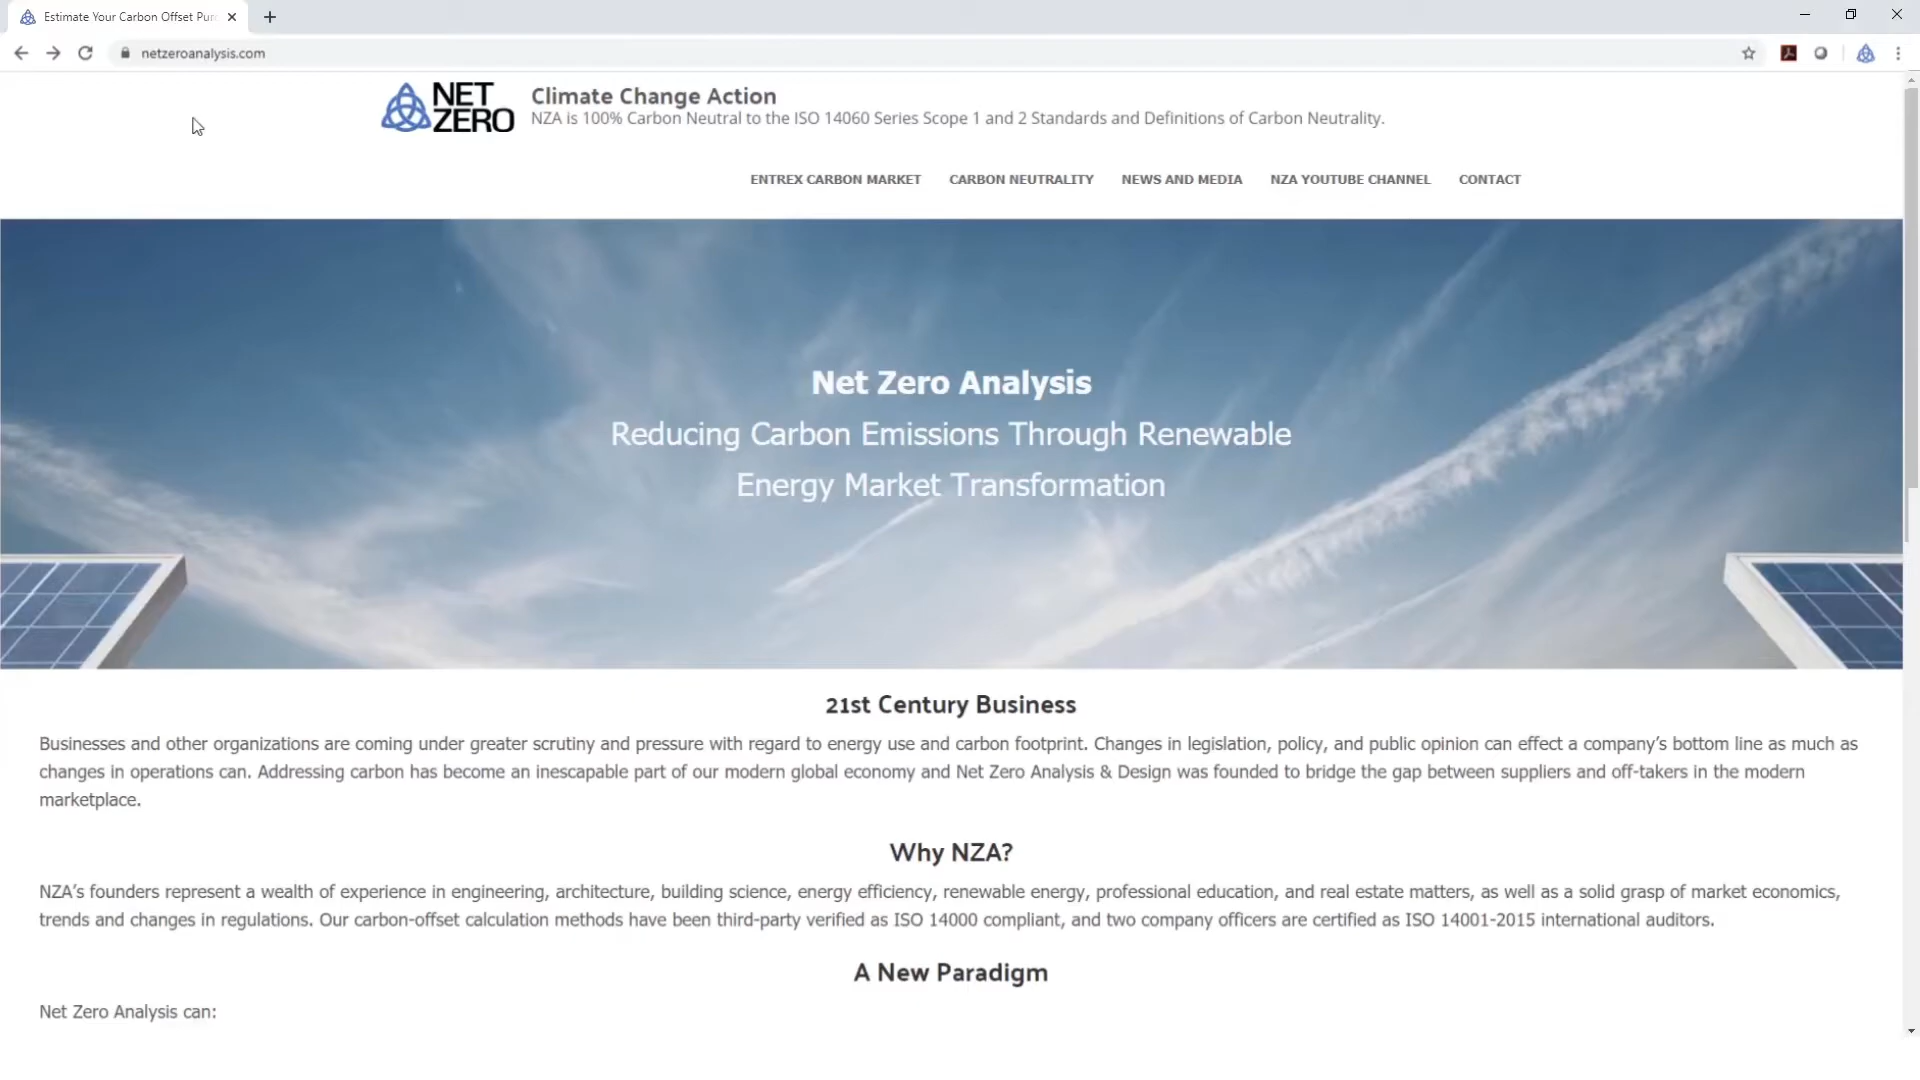 Estimate Your Carbon Offset Pur
netzeroanalysis.com
NET
ZERO
Climate Change Action
NZA is 100% Carbon Neutral to the ISO 14060 Series Scope 1 and 2 Standards and Definitions of Carbon Neutrality.
ENTREX CARBON MARKET CARBON NEUTRALITY NEWS AND MEDIA NZA YOUTUBE CHANNEL CONTACT
Net Zero Analysis
Reducing Carbon Emissions Through Renewable
Energy Market Transformation
21st Century Business
Businesses and other organizations are coming under greater scrutiny and pressure with regard to energy use and carbon footprint. Changes in legislation, policy, and public opinion can effect a company’s bottom line as much as
changes in operations can. Addressing carbon has become an inescapable part of our modern global economy and Net Zero Analysis & Design was founded to bridge the gap between suppliers and off-takers in the modern
marketplace.
Why NZA?
NZA’s founders represent a wealth of experience in engineering, architecture, building science, energy efficiency, renewable energy, professional education, and real estate matters, as well as a solid grasp of market economics,
trends and changes in regulations. Our carbon-offset calculation methods have been third-party verified as ISO 14000 compliant, and two company officers are certified as ISO 14001-2015 international auditors.
A New Paradigm
Net Zero Analysis can: